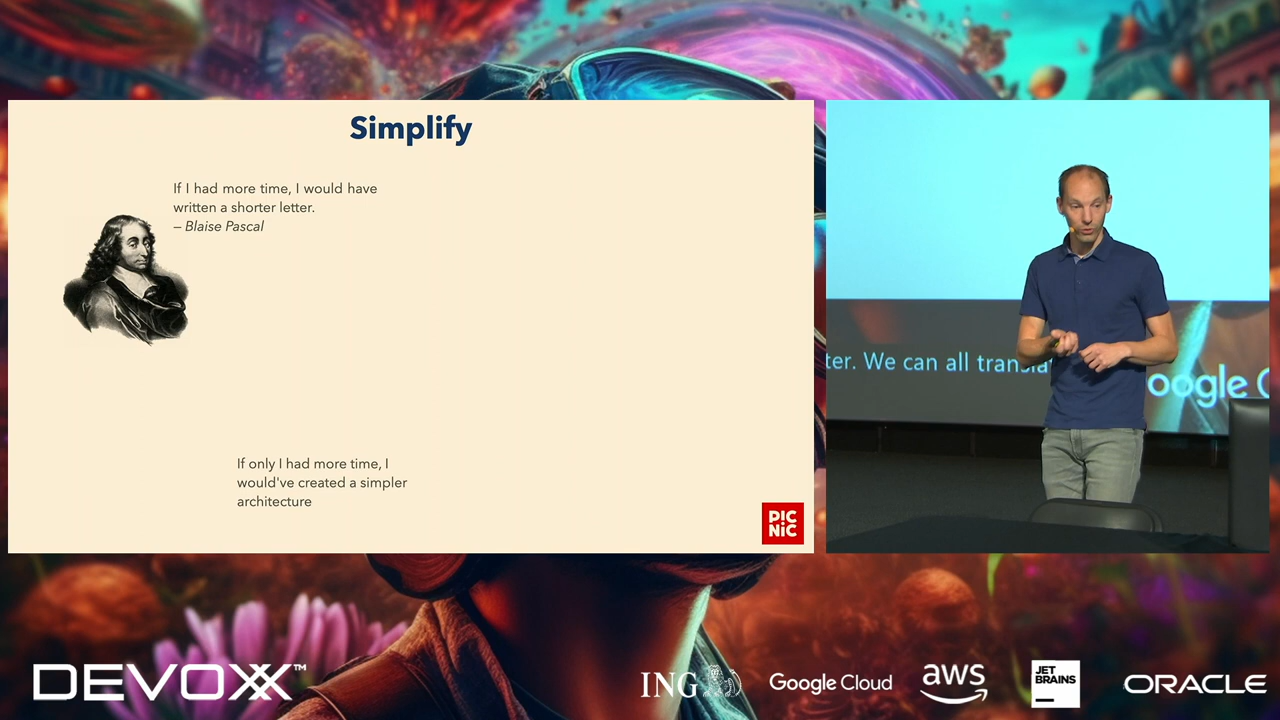 Simplify
If I had more time, I would have
written a shorter letter.
– Blaise Pascal
If only I had more time, I
would've created a simpler
architecture
PIC
NIC
ter. We can all transla
oogle
DEVOXX™
ING
Google Cloud
aws
JET
BRAINS
ORACLE